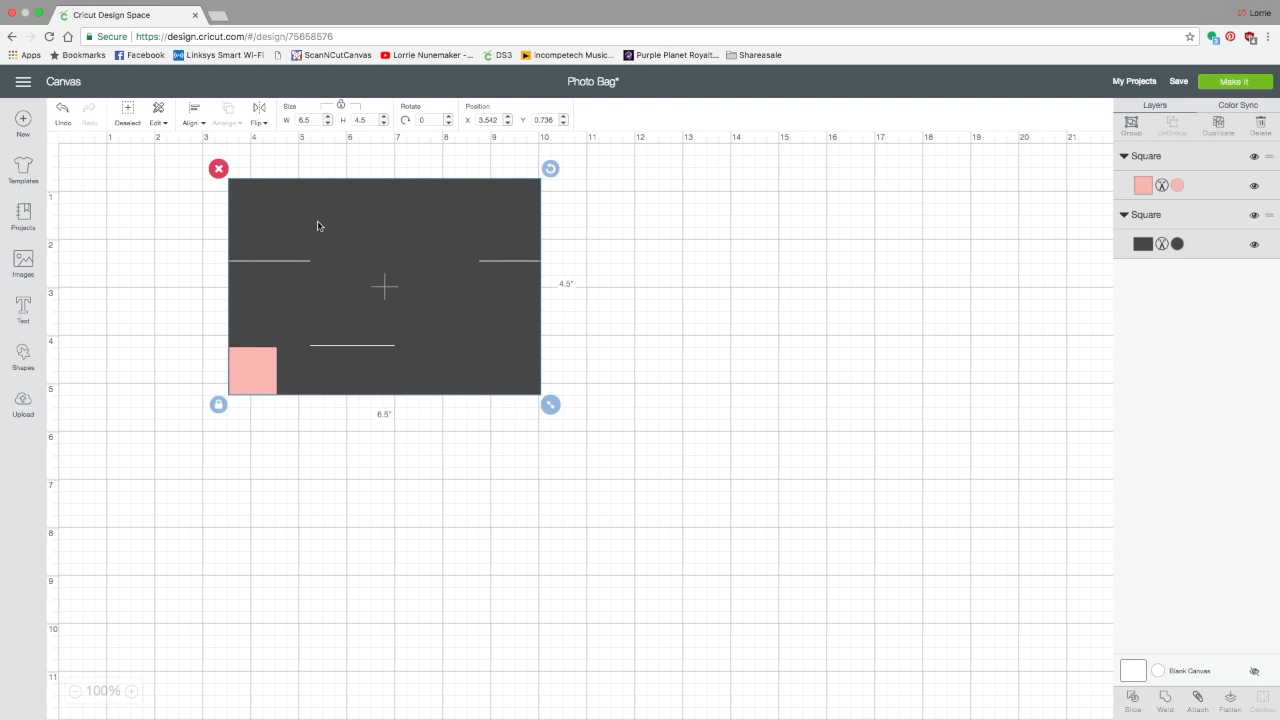 Cricut Design Space
Lorrie
Secure https://design.cricut.com/#/design/75658576
Apps Bookmarks Facebook Linksys Smart Wi-Fi ScanNCutCanvas Lorrie Nunemaker -... DS3 incompetech Music... Purple Planet Royalt... Shareasale
Canvas Photo Bag* My Projects Save Make It
Undo Redo Deselect Edit Align Arrange Flip Size W 6.5 H 4.5 Rotate 0 Position X 3.542 Y 0.736
Layers Color Sync
Group UnGroup Duplicate Delete
1 2 3 4 5 6 7 8 9 10 11 12 13 14 15 16 17 18 19 20 21
New
Templates
Projects
Images
Text
Shapes
Upload
1
2
3
4
5
6
7
8
9
10
11
4.5"
6.5"
100%
Square
Square
Blank Canvas
Slice Weld Attach Flatten Contour